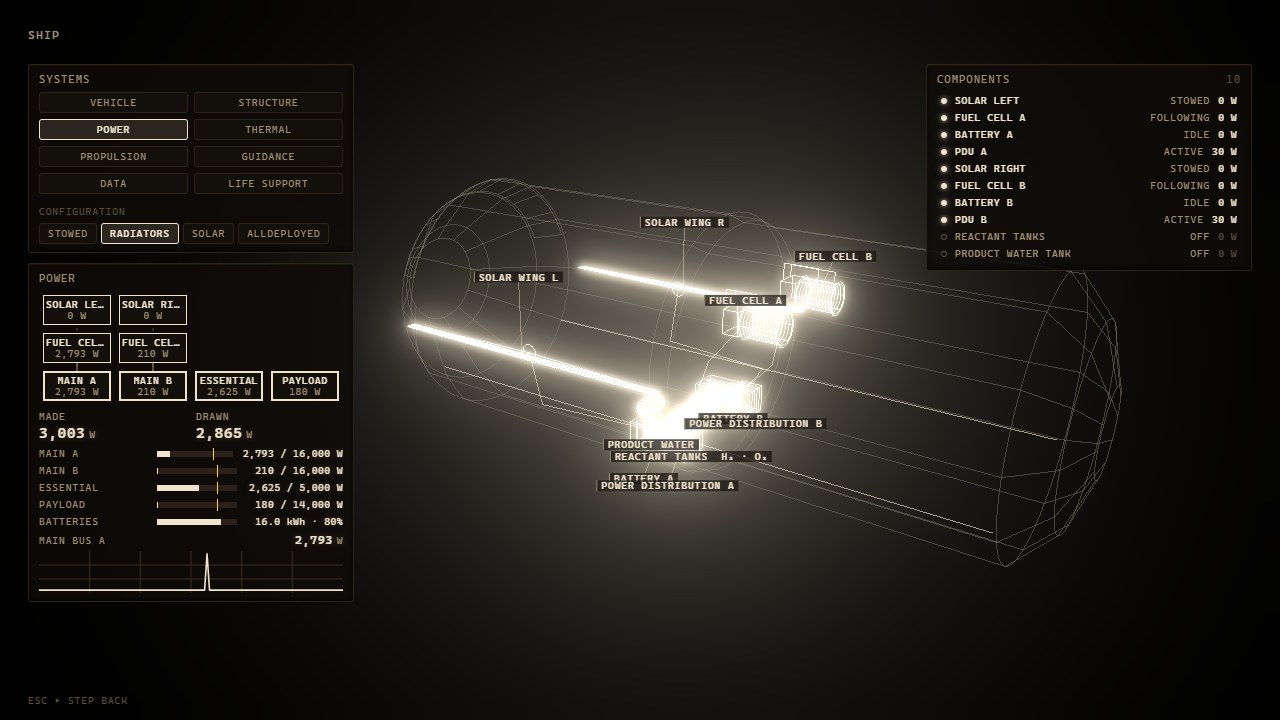 SHIP
SYSTEMS
VEHICLE STRUCTURE
POWER THERMAL
PROPULSION GUIDANCE
DATA LIFE SUPPORT
CONFIGURATION
STOWED RADIATORS SOLAR ALLDEPLOYED
POWER
SOLAR LE… SOLAR RI…
0 W 0 W
FUEL CEL… FUEL CEL…
2,793 W 210 W
MAIN A MAIN B ESSENTIAL PAYLOAD
2,793 W 210 W 2,625 W 180 W
MADE DRAWN
3,003 W 2,865 W
MAIN A 2,793 / 16,000 W
MAIN B 210 / 16,000 W
ESSENTIAL 2,625 / 5,000 W
PAYLOAD 180 / 14,000 W
BATTERIES 16.0 kWh · 80%
MAIN BUS A 2,793 W
ESC ▸ STEP BACK
SOLAR WING R
FUEL CELL B
SOLAR WING L
FUEL CELL A
BATTERY B
POWER DISTRIBUTION B
PRODUCT WATER
REACTANT TANKS H₂ · O₂
BATTERY A
POWER DISTRIBUTION A
COMPONENTS 10
SOLAR LEFT STOWED 0 W
FUEL CELL A FOLLOWING 0 W
BATTERY A IDLE 0 W
PDU A ACTIVE 30 W
SOLAR RIGHT STOWED 0 W
FUEL CELL B FOLLOWING 0 W
BATTERY B IDLE 0 W
PDU B ACTIVE 30 W
REACTANT TANKS OFF 0 W
PRODUCT WATER TANK OFF 0 W